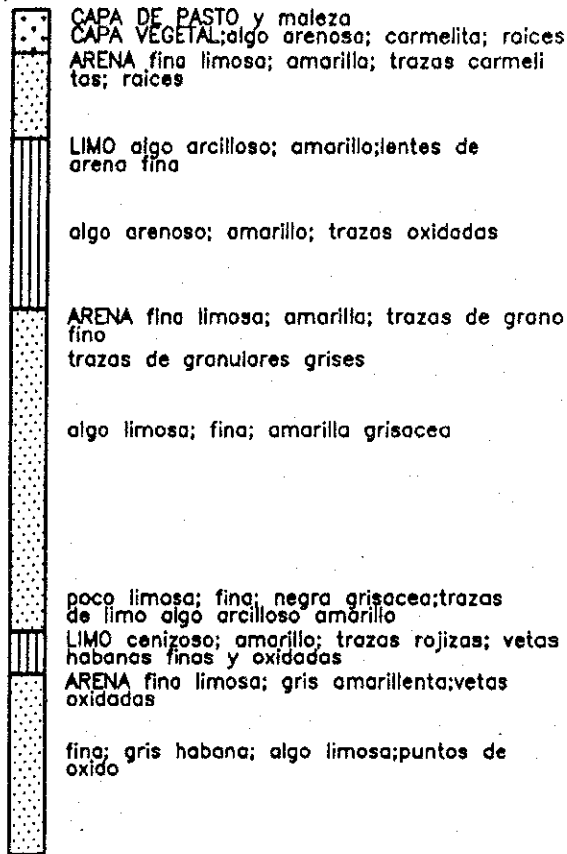 CAPA DE PASTO y maleza
CAPA VEGETAL;algo arenosa; carmelita; raices
ARENA fina limosa; amarilla; trazas carmeli
tas; raices
LIMO algo arcilloso; amarillo;lentes de
arena fina
algo arenoso; amarillo; trazas oxidadas
ARENA fina limosa; amarilla; trazas de grano
fino
trazas de granulares grises
algo limosa; fina; amarilla grisacea
poco limosa; fina; negra grisacea;trazas
de limo algo arcilloso amarillo
LIMO cenizoso; amarillo; trazas rojizas; vetas
habanas finas y oxidadas
ARENA fina limosa; gris amarillenta;vetas
oxidadas
fina; gris habana; algo limosa;puntos de
oxido